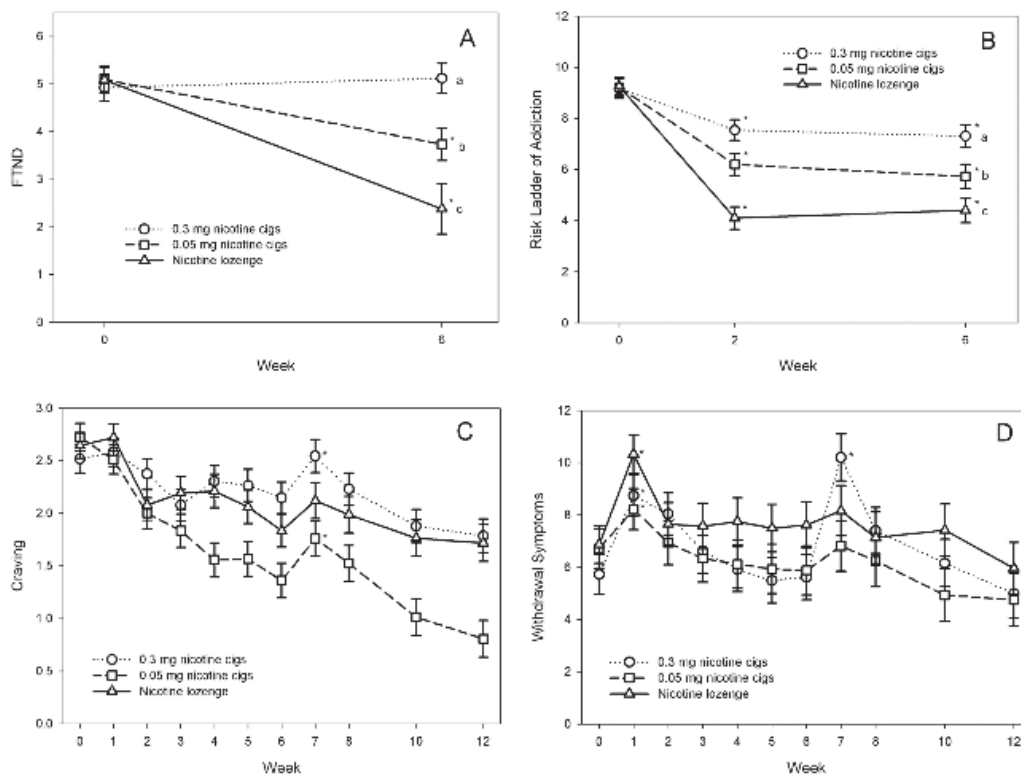 A
FTND
6
5
4
3
2
1
0
a
* b
* c
0.3 mg nicotine cigs
0.05 mg nicotine cigs
Nicotine lozenge
0 6
Week
B
Risk Ladder of Addiction
12
10
8
6
4
2
0
0.3 mg nicotine cigs
0.05 mg nicotine cigs
Nicotine lozenge
*
*
*
* a
* b
* c
0 2 6
Week
C
Craving
3.0
2.5
2.0
1.5
1.0
0.5
0.0
*
*
0.3 mg nicotine cigs
0.05 mg nicotine cigs
Nicotine lozenge
0 1 2 3 4 5 6 7 8 10 12
Week
D
Withdrawal Symptoms
12
10
8
6
4
2
0
*
*
0.3 mg nicotine cigs
0.05 mg nicotine cigs
Nicotine lozenge
0 1 2 3 4 5 6 7 8 10 12
Week